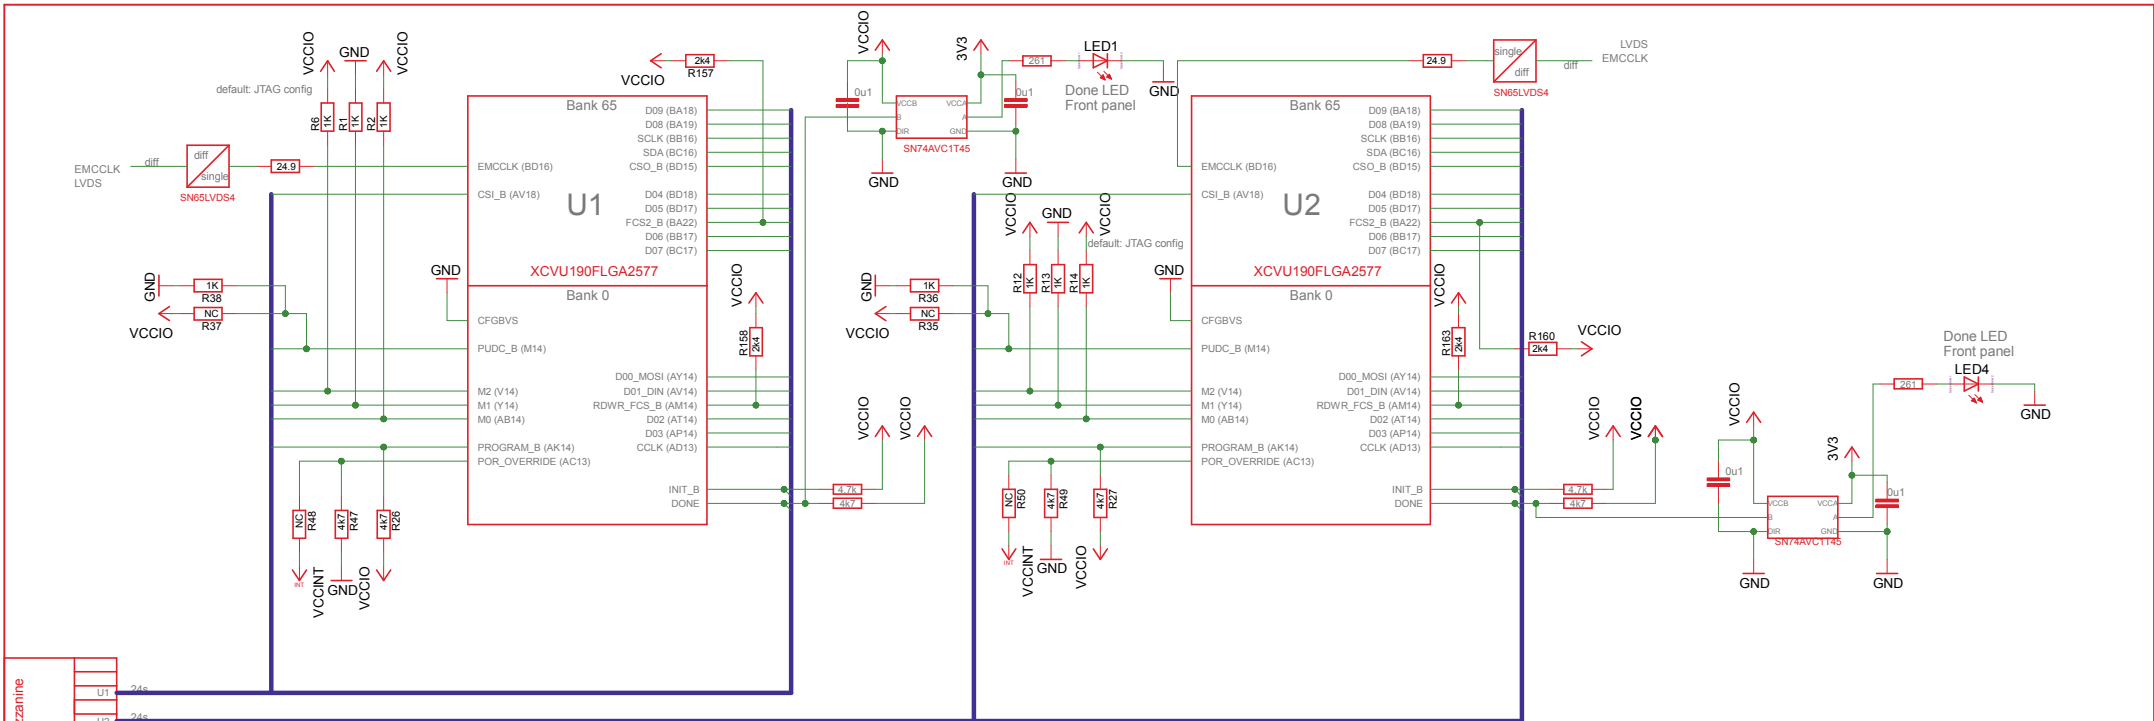 VCCIO
GND
VCCIO
default: JTAG config
R6
1K
R1
1K
R2
1K
EMCCLK
LVDS
diff
diff
single
SN65LVDS4
24.9
VCCIO
2k4
R157
Bank 65
D09 (BA18)
D08 (BA19)
SCLK (BB16)
SDA (BC16)
EMCCLK (BD16)
CSO_B (BD15)
CSI_B (AV18)
U1
D04 (BD18)
D05 (BD17)
FCS2_B (BA22)
D06 (BB17)
D07 (BC17)
XCVU190FLGA2577
GND
GND
1K
R38
NC
R37
VCCIO
Bank 0
VCCIO
R158
2k4
CFGBVS
PUDC_B (M14)
D00_MOSI (AY14)
M2 (V14)
D01_DIN (AV14)
M1 (Y14)
RDWR_FCS_B (AM14)
M0 (AB14)
D02 (AT14)
D03 (AP14)
PROGRAM_B (AK14)
CCLK (AD13)
POR_OVERRIDE (AC13)
INIT_B
DONE
4.7k
4k7
VCCIO
VCCIO
NC
R48
4k7
R47
4k7
R26
INT
VCCINT
GND
VCCIO
VCCIO
3V3
261
LED1
Done LED
Front panel
GND
0u1
0u1
VCCB
VCCA
B
A
DIR
GND
SN74AVC1T45
GND
GND
24.9
single
diff
SN65LVDS4
diff
LVDS
EMCCLK
Bank 65
D09 (BA18)
D08 (BA19)
SCLK (BB16)
SDA (BC16)
EMCCLK (BD16)
CSO_B (BD15)
CSI_B (AV18)
U2
D04 (BD18)
D05 (BD17)
FCS2_B (BA22)
D06 (BB17)
D07 (BC17)
XCVU190FLGA2577
VCCIO
GND
VCCIO
default: JTAG config
R12
1K
R13
1K
R14
1K
GND
GND
1K
R36
NC
R35
VCCIO
Bank 0
VCCIO
R163
2k4
R160
2k4
VCCIO
CFGBVS
PUDC_B (M14)
D00_MOSI (AY14)
M2 (V14)
D01_DIN (AV14)
M1 (Y14)
RDWR_FCS_B (AM14)
M0 (AB14)
D02 (AT14)
D03 (AP14)
PROGRAM_B (AK14)
CCLK (AD13)
POR_OVERRIDE (AC13)
INIT_B
DONE
4.7k
4k7
VCCIO
VCCIO
NC
R50
4k7
R49
4k7
R27
INT
VCCINT
GND
VCCIO
Done LED
Front panel
LED4
261
GND
VCCIO
3V3
0u1
0u1
VCCB
VCCA
B
A
DIR
GND
SN74AVC1T45
GND
GND
zzanine
U1
24s
U2
24s